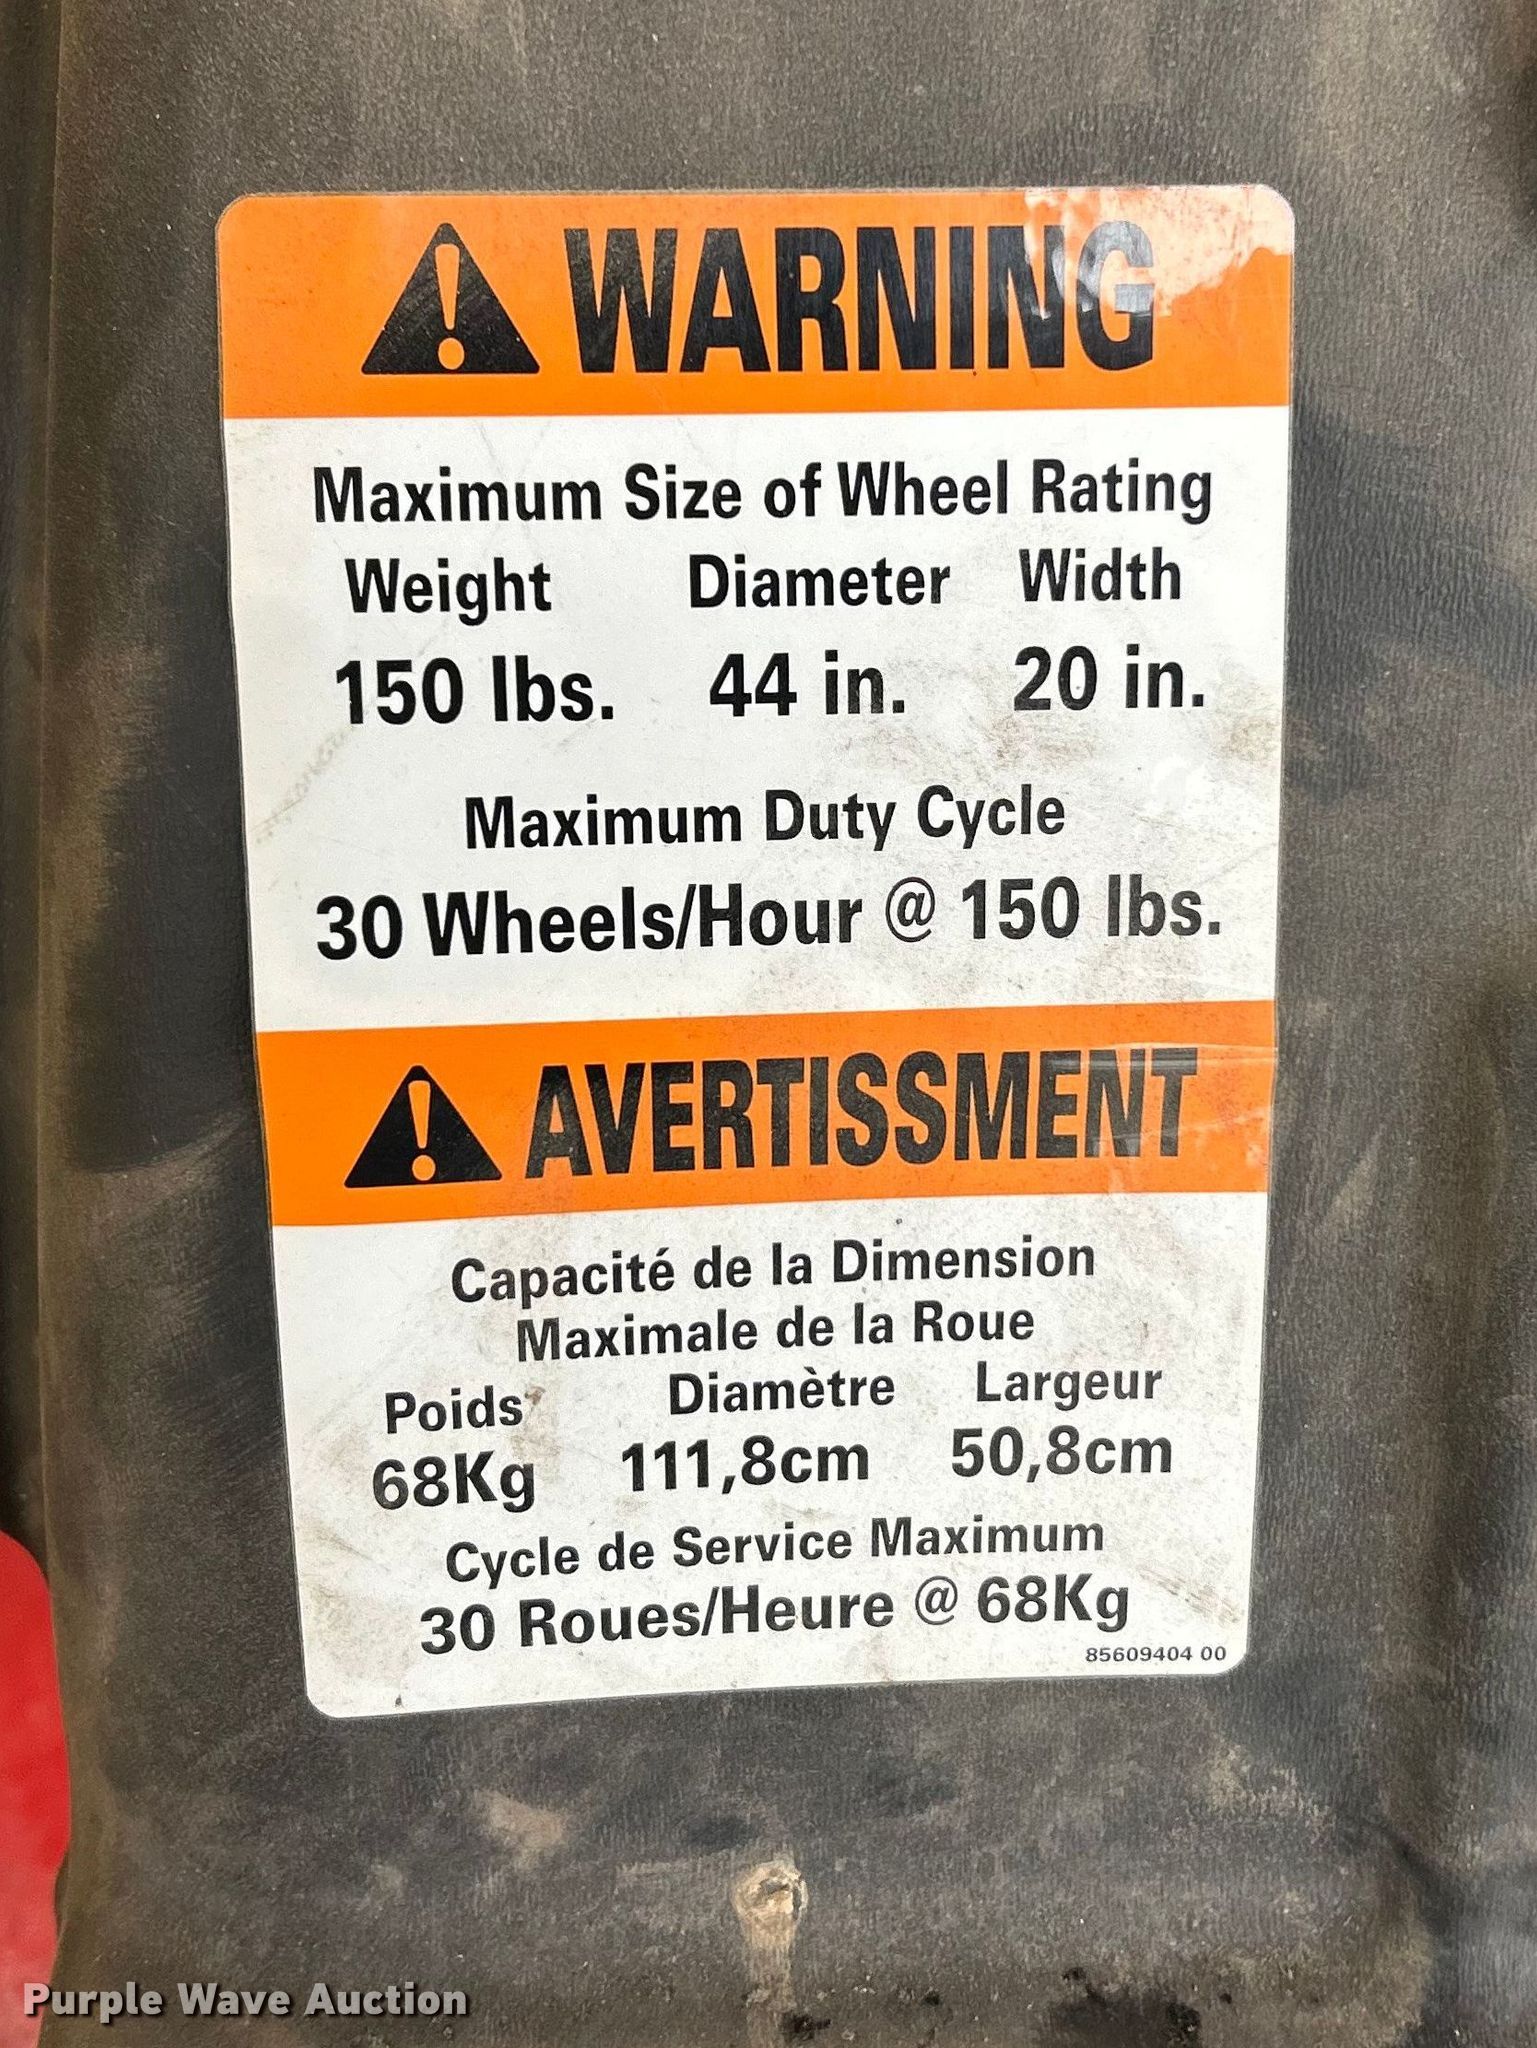 WARNING
Maximum Size of Wheel Rating
Weight Diameter Width
150 lbs. 44 in. 20 in.
Maximum Duty Cycle
30 Wheels/Hour @ 150 lbs.
AVERTISSMENT
Capacité de la Dimension
Maximale de la Roue
Poids Diamètre Largeur
68Kg 111,8cm 50,8cm
Cycle de Service Maximum
30 Roues/Heure @ 68Kg
85609404 00
Purple Wave Auction